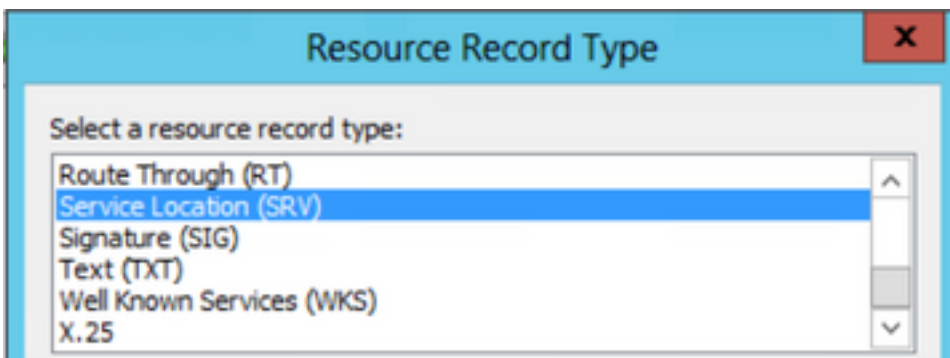 Resource Record Type
x
Select a resource record type:
Route Through (RT)
Service Location (SRV)
Signature (SIG)
Text (TXT)
Well Known Services (WKS)
X.25